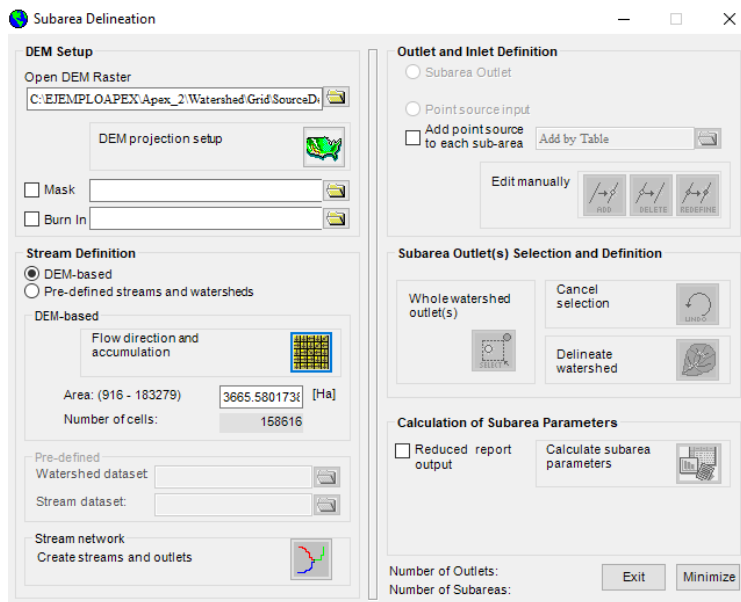 Subarea Delineation
DEM Setup
Open DEM Raster
C:\EJEMPLOAPEX\Apex_2\Watershed\Grid\SourceD
DEM projection setup
Mask
Burn In
Stream Definition
DEM-based
Pre-defined streams and watersheds
DEM-based
Flow direction and
accumulation
Area: (916 - 183279)
3665.5801738
[Ha]
Number of cells:
158616
Pre-defined
Watershed dataset
Stream dataset:
Stream network
Create streams and outlets
Outlet and Inlet Definition
Subarea Outlet
Point source input
Add point source
to each sub-area
Add by Table
Edit manually
ADD
DELETE
REDEFINE
Subarea Outlet(s) Selection and Definition
Whole watershed
outlet(s)
SELECT
Cancel
selection
UNDO
Delineate
watershed
Calculation of Subarea Parameters
Reduced report
output
Calculate subarea
parameters
Number of Outlets:
Number of Subareas:
Exit
Minimize